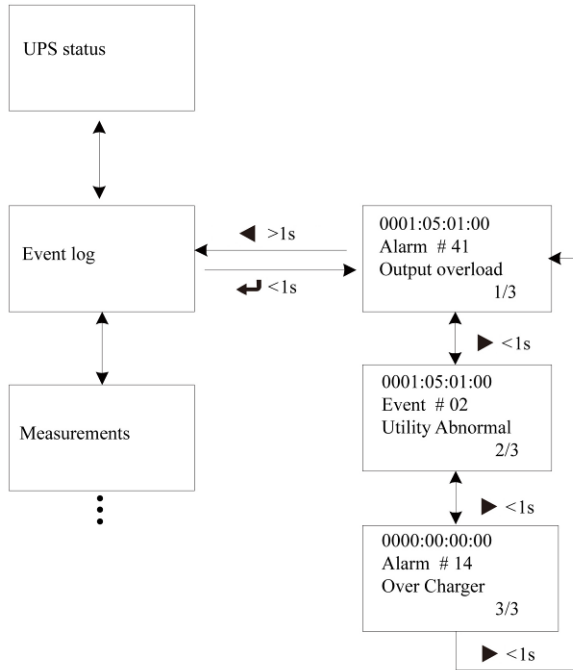 UPS status
Event log
Measurements
◀ >1s
↵ <1s
0001:05:01:00
Alarm # 41
Output overload
1/3
▶ <1s
0001:05:01:00
Event # 02
Utility Abnormal
2/3
▶ <1s
0000:00:00:00
Alarm # 14
Over Charger
3/3
▶ <1s